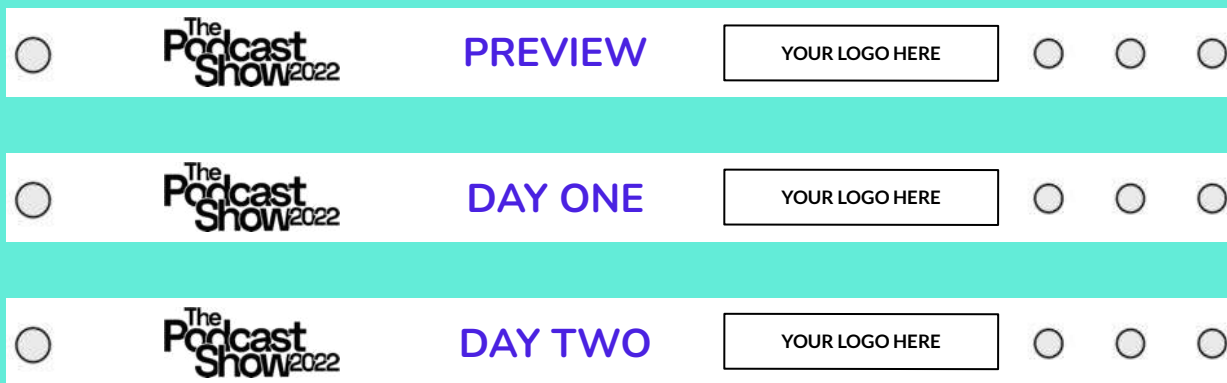 The
Podcast
Show2022
PREVIEW
YOUR LOGO HERE
The
Podcast
Show2022
DAY ONE
YOUR LOGO HERE
The
Podcast
Show2022
DAY TWO
YOUR LOGO HERE